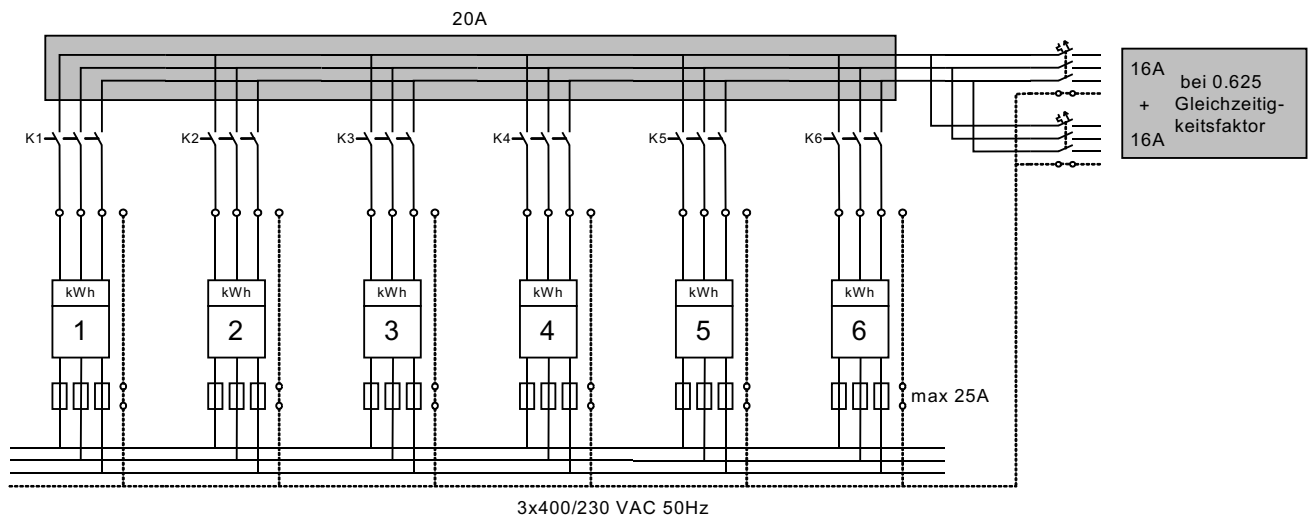 20A
16A
bei 0.625
+ Gleichzeitig-
keitsfaktor
16A
K1
K2
K3
K4
K5
K6
kWh
kWh
kWh
kWh
kWh
kWh
1
2
3
4
5
6
max 25A
3x400/230 VAC 50Hz